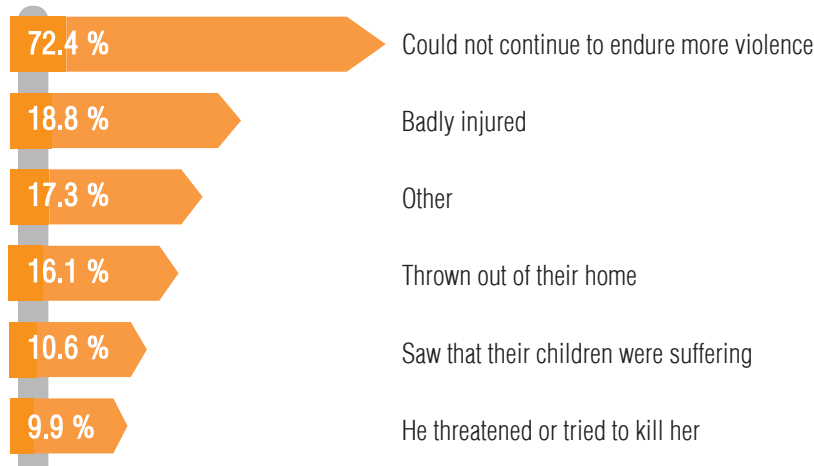 72.4 % Could not continue to endure more violence
18.8 % Badly injured
17.3 % Other
16.1 % Thrown out of their home
10.6 % Saw that their children were suffering
9.9 % He threatened or tried to kill her